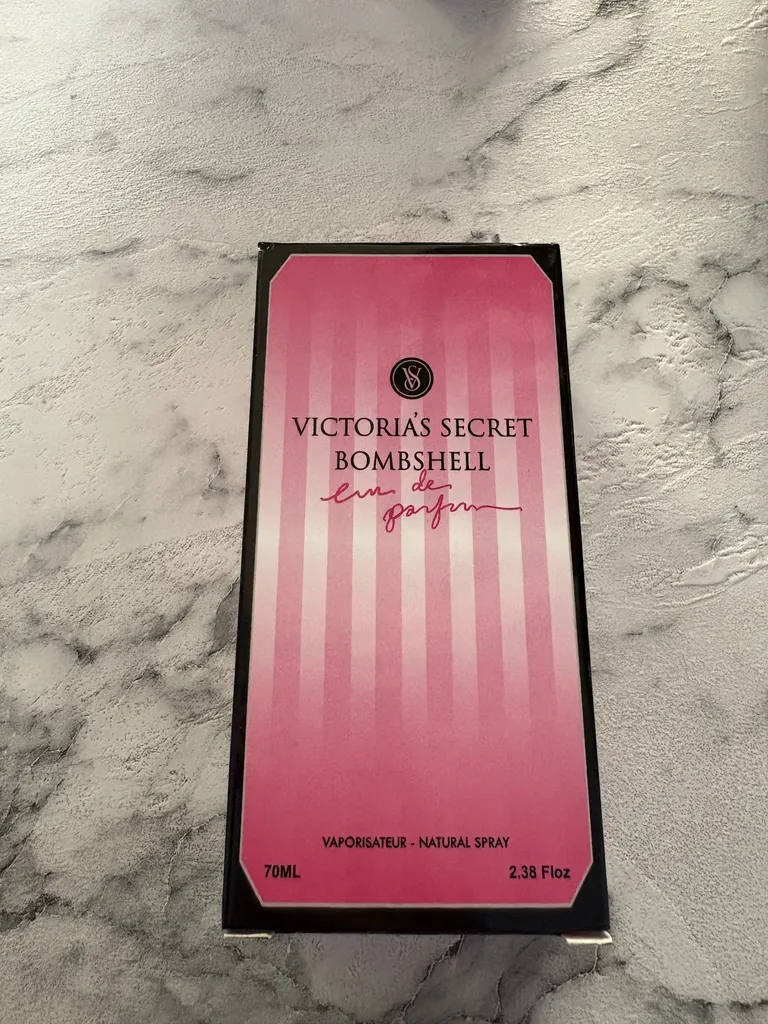 VS
VICTORIA'S SECRET
BOMBSHELL
eau de
parfum
VAPORISATEUR - NATURAL SPRAY
70ML 2,38 Floz